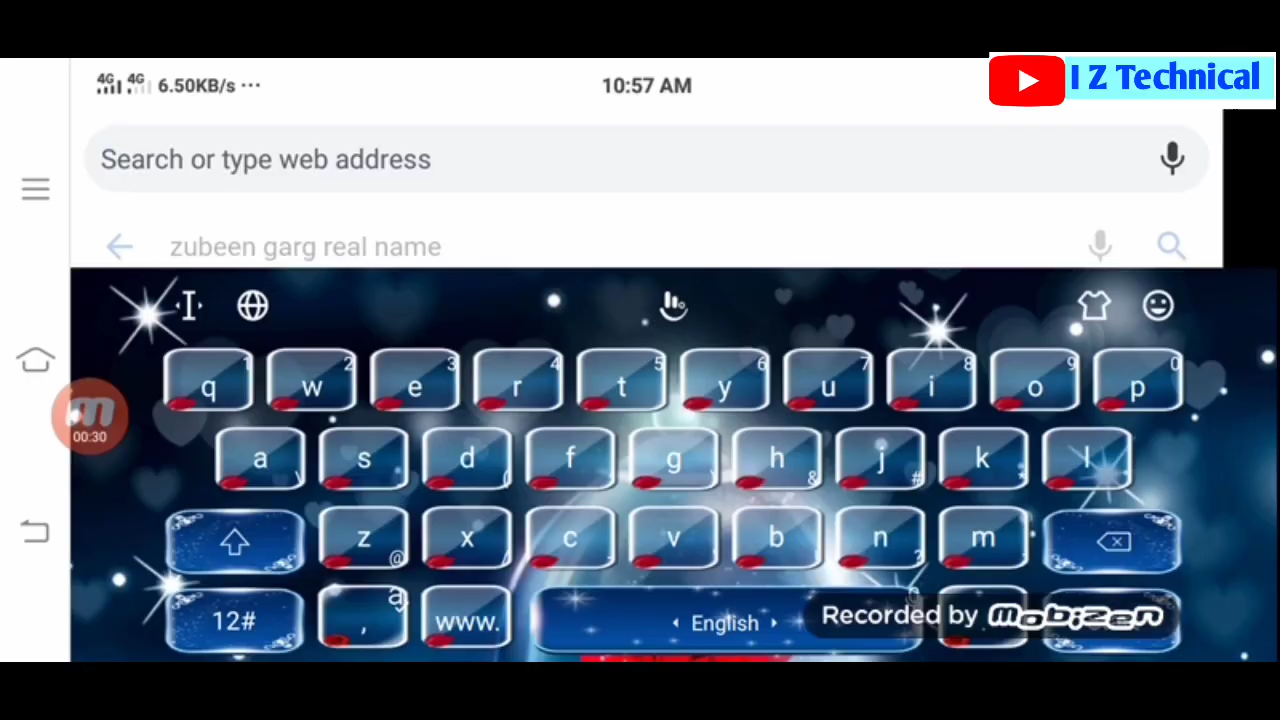 4G 4G 6.50KB/s ...
10:57 AM
I Z Technical
Search or type web address
zubeen garg real name
1 2 3 4 5 6 7 8 9 0
q w e r t y u i o p
a s d f g h j k l
\ ( & #
00:30
z x c v b n m
@ / - ?
12# , www. English
Recorded by mobizen